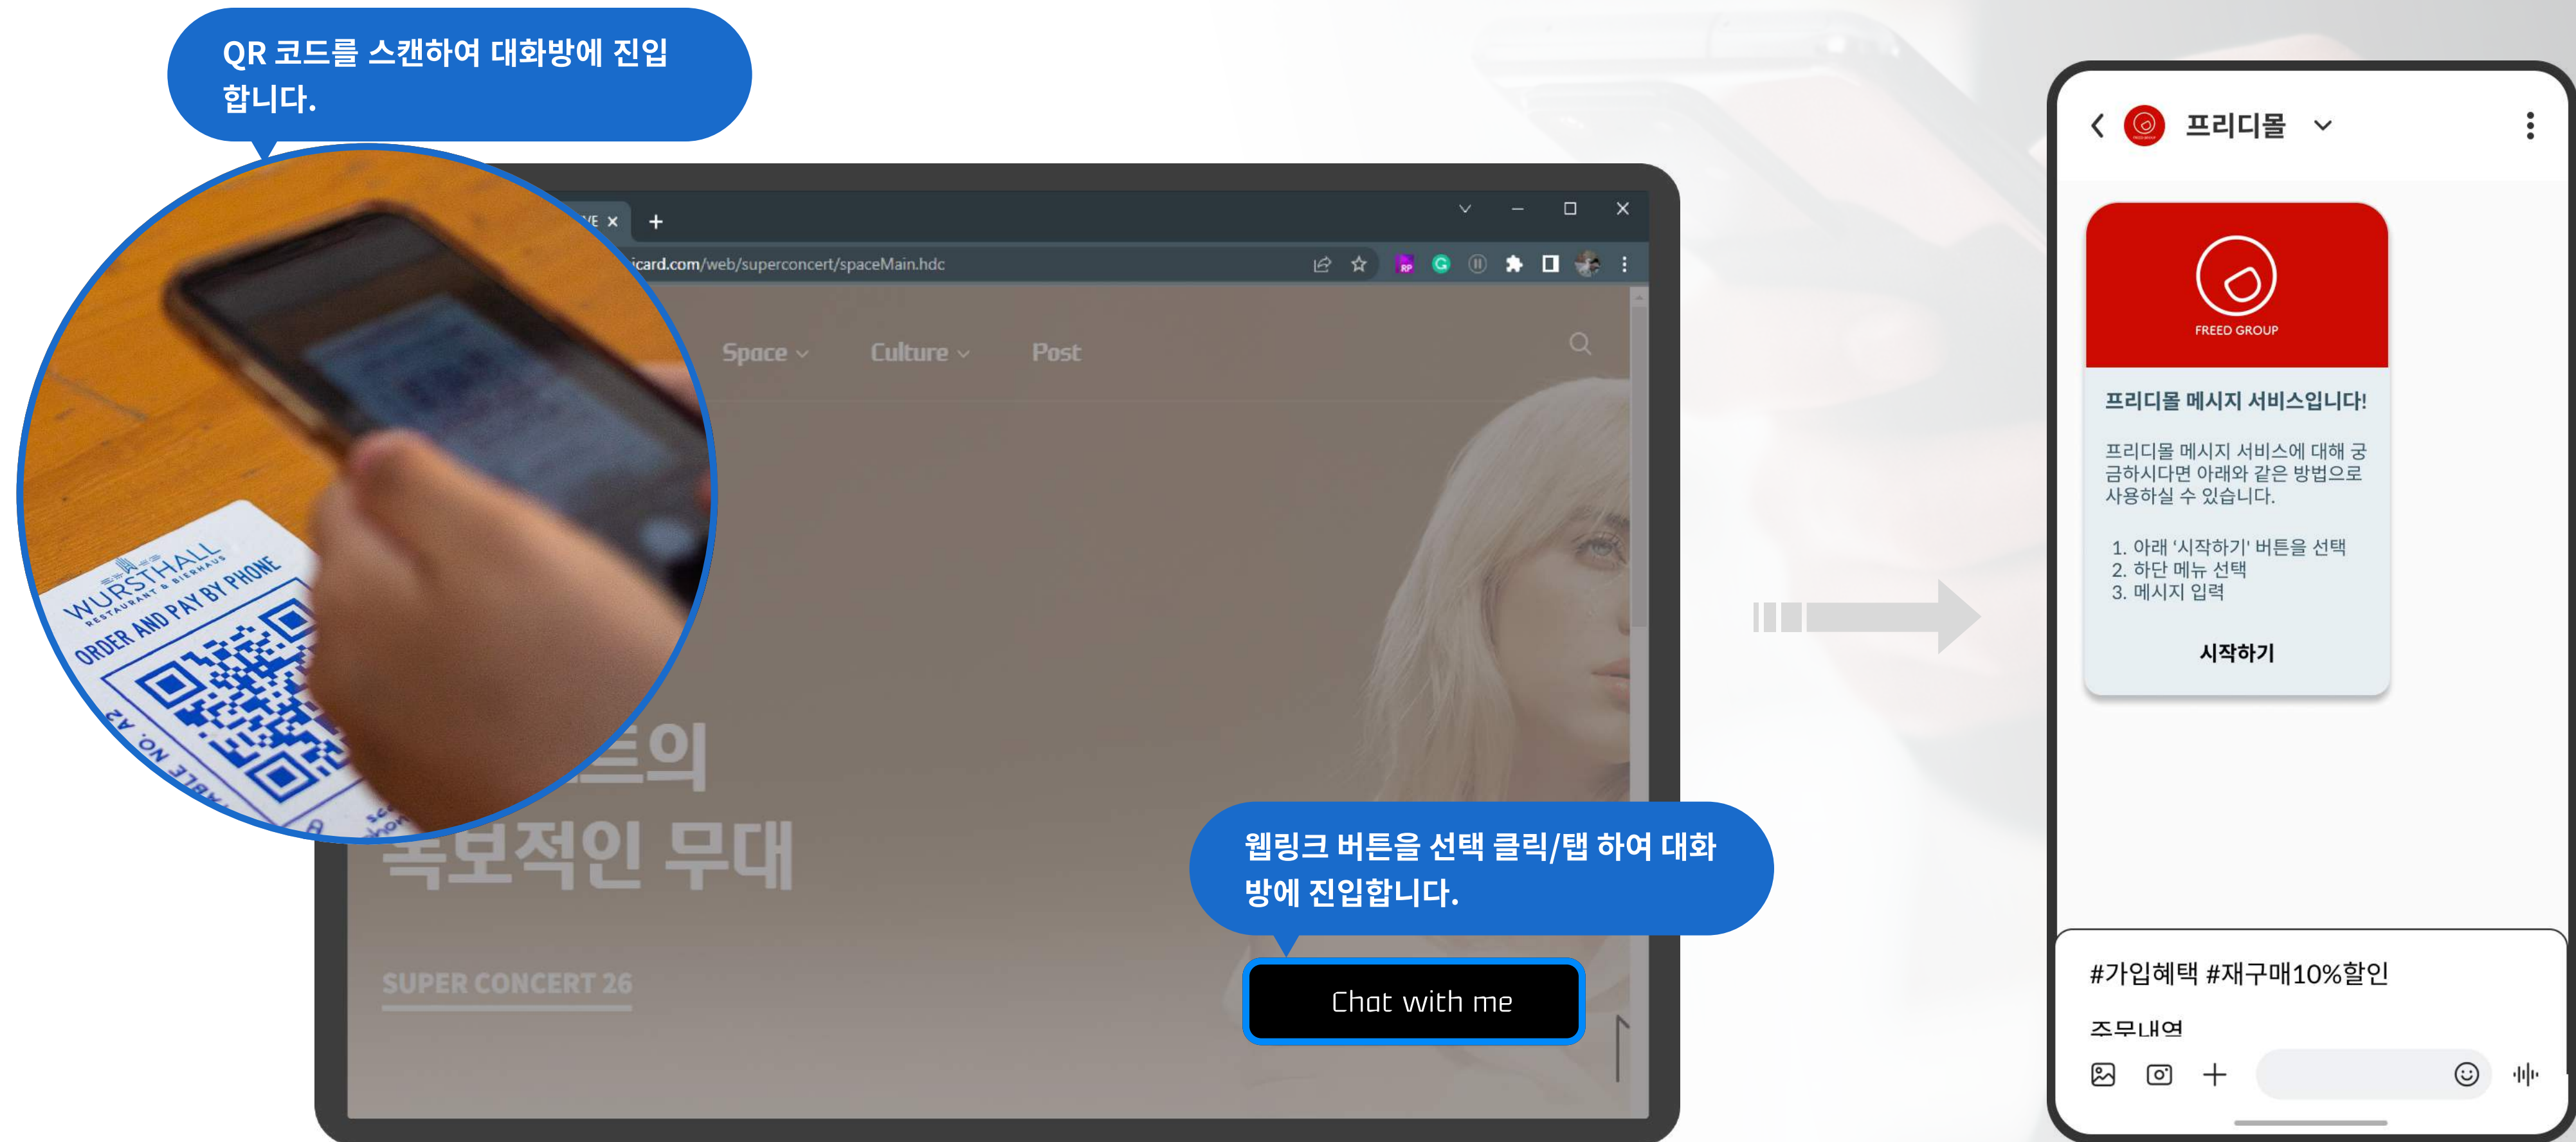 QR 코드를 스캔하여 대화방에 진입
합니다.
WURSTHALL
RESTAURANT & BIERHAUS
ORDER AND PAY BY PHONE
TABLE NO. A2
icard.com/web/superconcert/spaceMain.hdc
RP
G
Space
Culture
Post
트의
독보적인 무대
SUPER CONCERT 26
웹링크 버튼을 선택 클릭/탭 하여 대화
방에 진입합니다.
Chat with me
프리디몰
FREED GROUP
프리디몰 메시지 서비스입니다!
프리디몰 메시지 서비스에 대해 궁
금하시다면 아래와 같은 방법으로
사용하실 수 있습니다.
1. 아래 ‘시작하기' 버튼을 선택
2. 하단 메뉴 선택
3. 메시지 입력
시작하기
#가입혜택 #재구매10%할인
주문내역